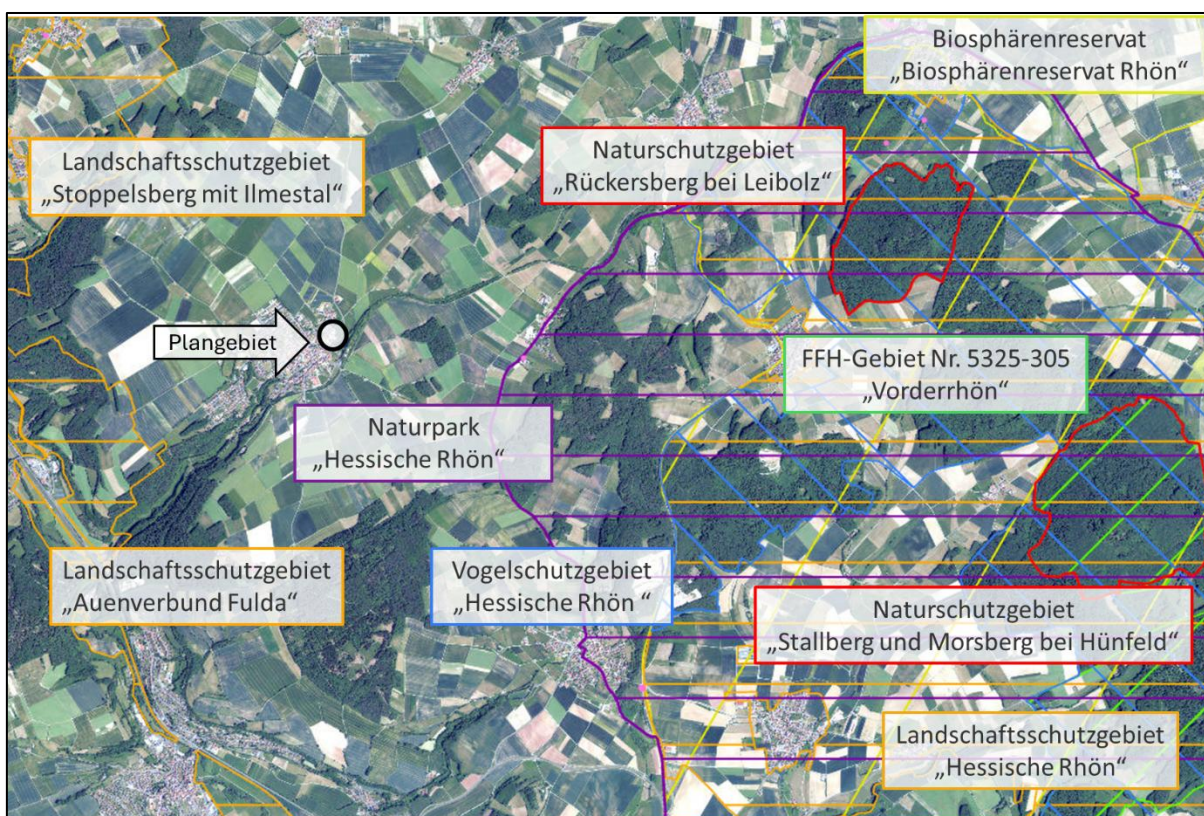 Biosphärenreservat
„Biosphärenreservat Rhön“
Landschaftsschutzgebiet
„Stoppelsberg mit Ilmestal“
Naturschutzgebiet
„Rückersberg bei Leibolz“
Plangebiet
FFH-Gebiet Nr. 5325-305
„Vorderrhön“
Naturpark
„Hessische Rhön“
Landschaftsschutzgebiet
„Auenverbund Fulda“
Vogelschutzgebiet
„Hessische Rhön “
Naturschutzgebiet
„Stallberg und Morsberg bei Hünfeld“
Landschaftsschutzgebiet
„Hessische Rhön“